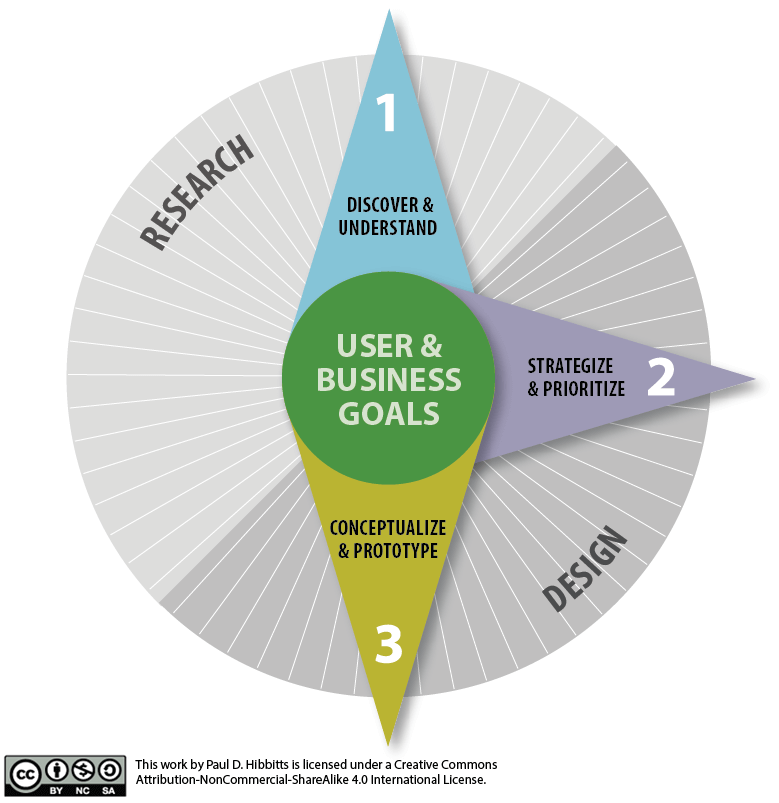 1
RESEARCH
DISCOVER &
UNDERSTAND
USER &
BUSINESS
GOALS
STRATEGIZE
& PRIORITIZE
2
CONCEPTUALIZE
& PROTOTYPE
DESIGN
3
cc
BY NC SA
This work by Paul D. Hibbitts is licensed under a Creative Commons
Attribution-NonCommercial-ShareAlike 4.0 International License.